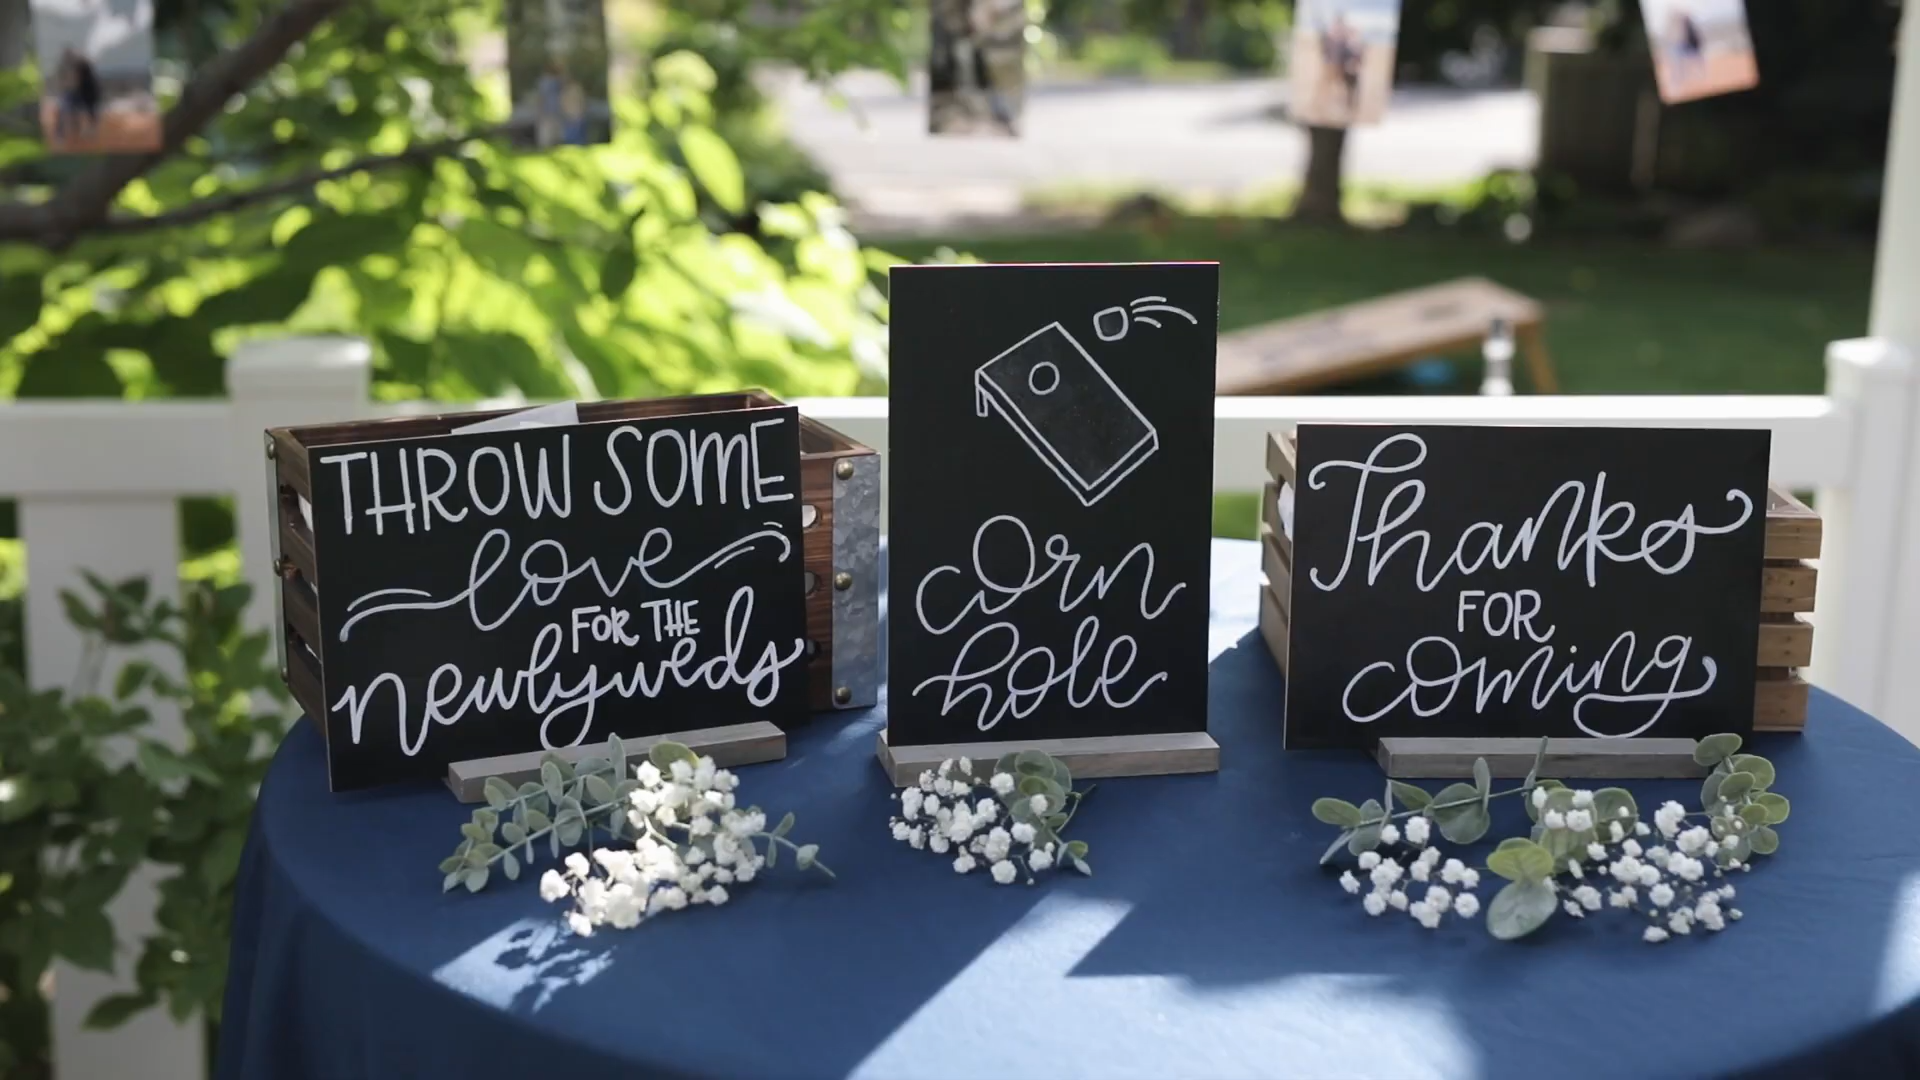 THROW SOME
love
FOR THE
newlyweds
corn
hole
Thanks
FOR
coming